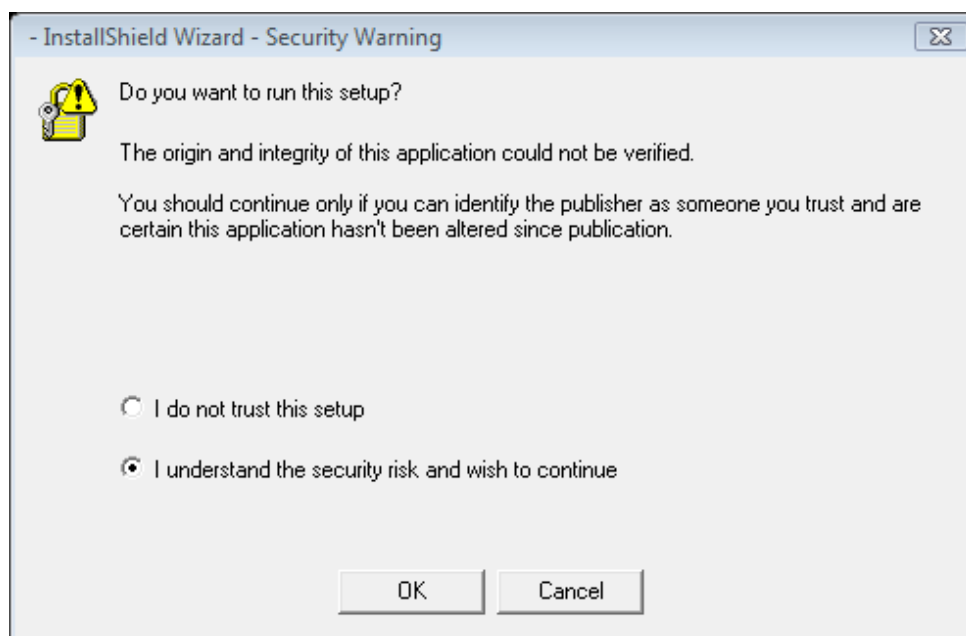 - InstallShield Wizard - Security Warning
Do you want to run this setup?
The origin and integrity of this application could not be verified.
You should continue only if you can identify the publisher as someone you trust and are
certain this application hasn't been altered since publication.
I do not trust this setup
I understand the security risk and wish to continue
OK
Cancel